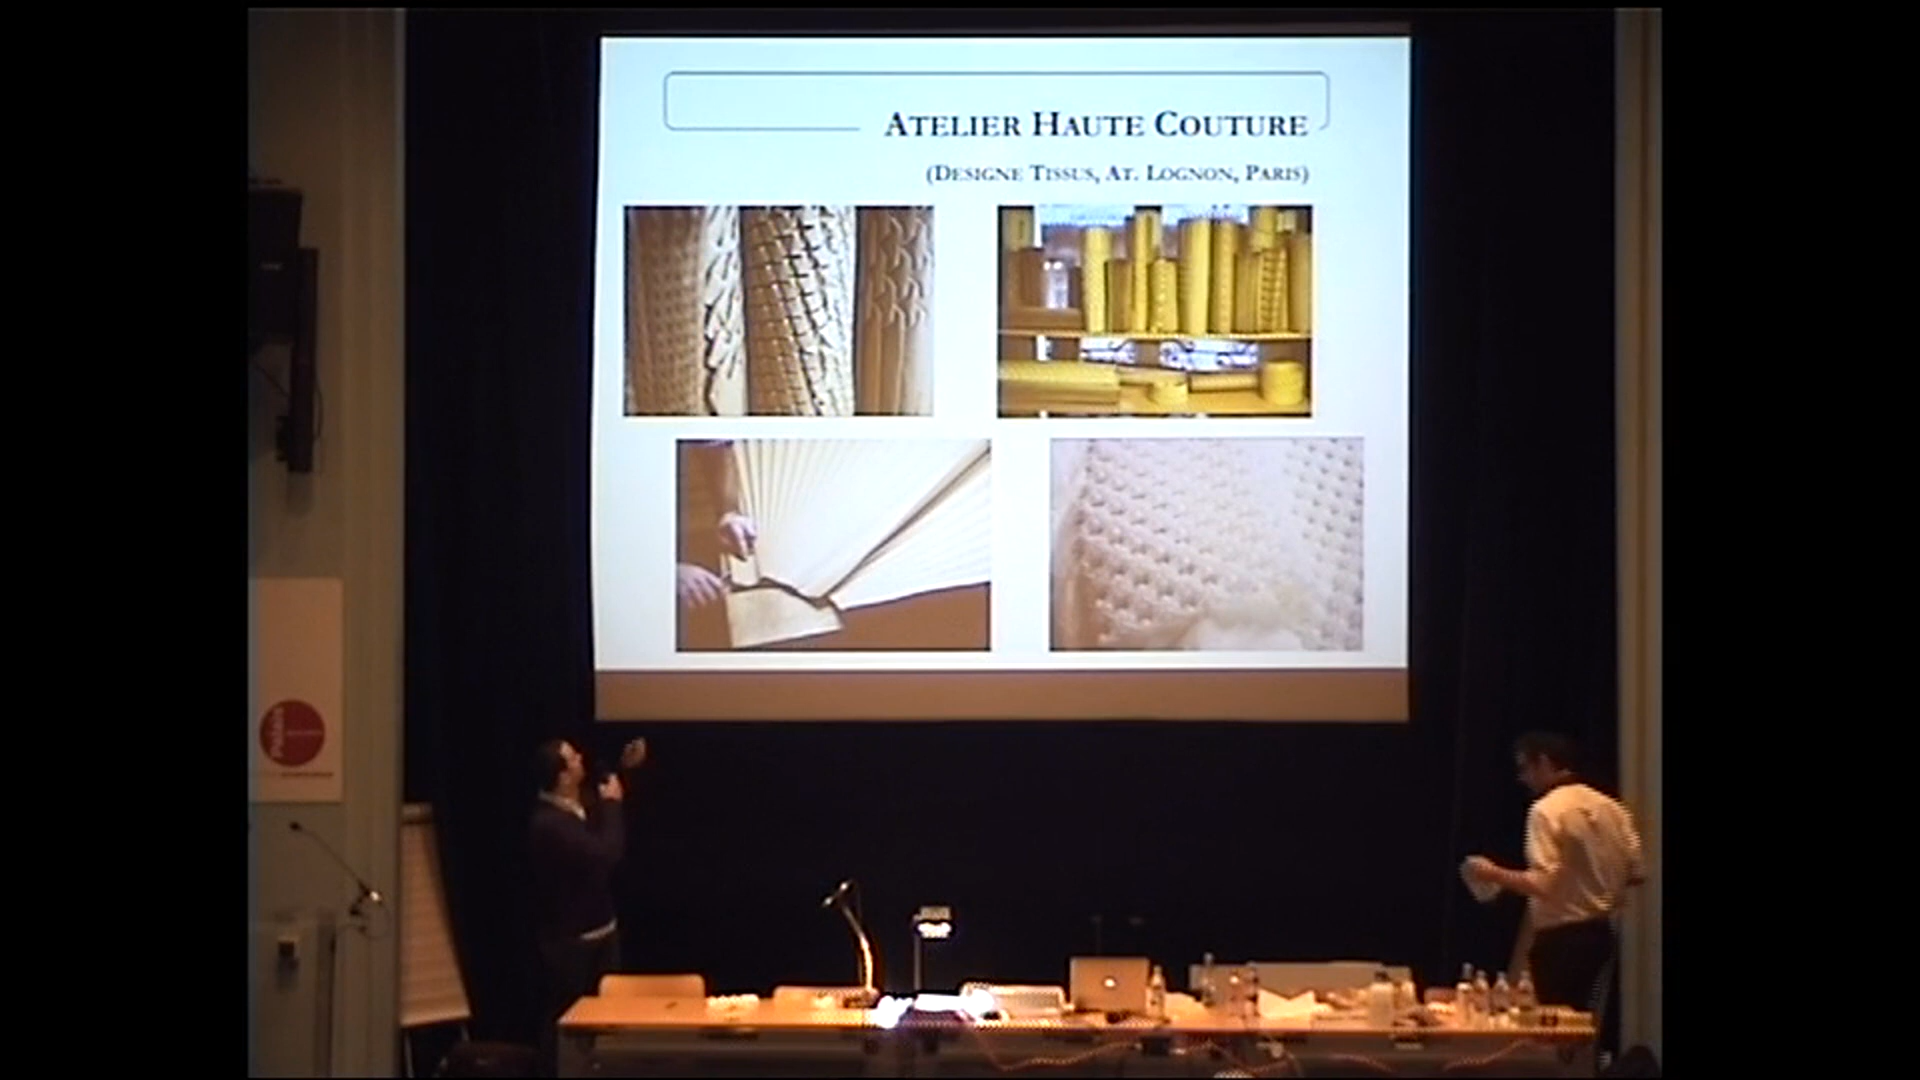 ATELIER HAUTE COUTURE
(DESIGNE TISSUS, AT. LOGNON, PARIS)